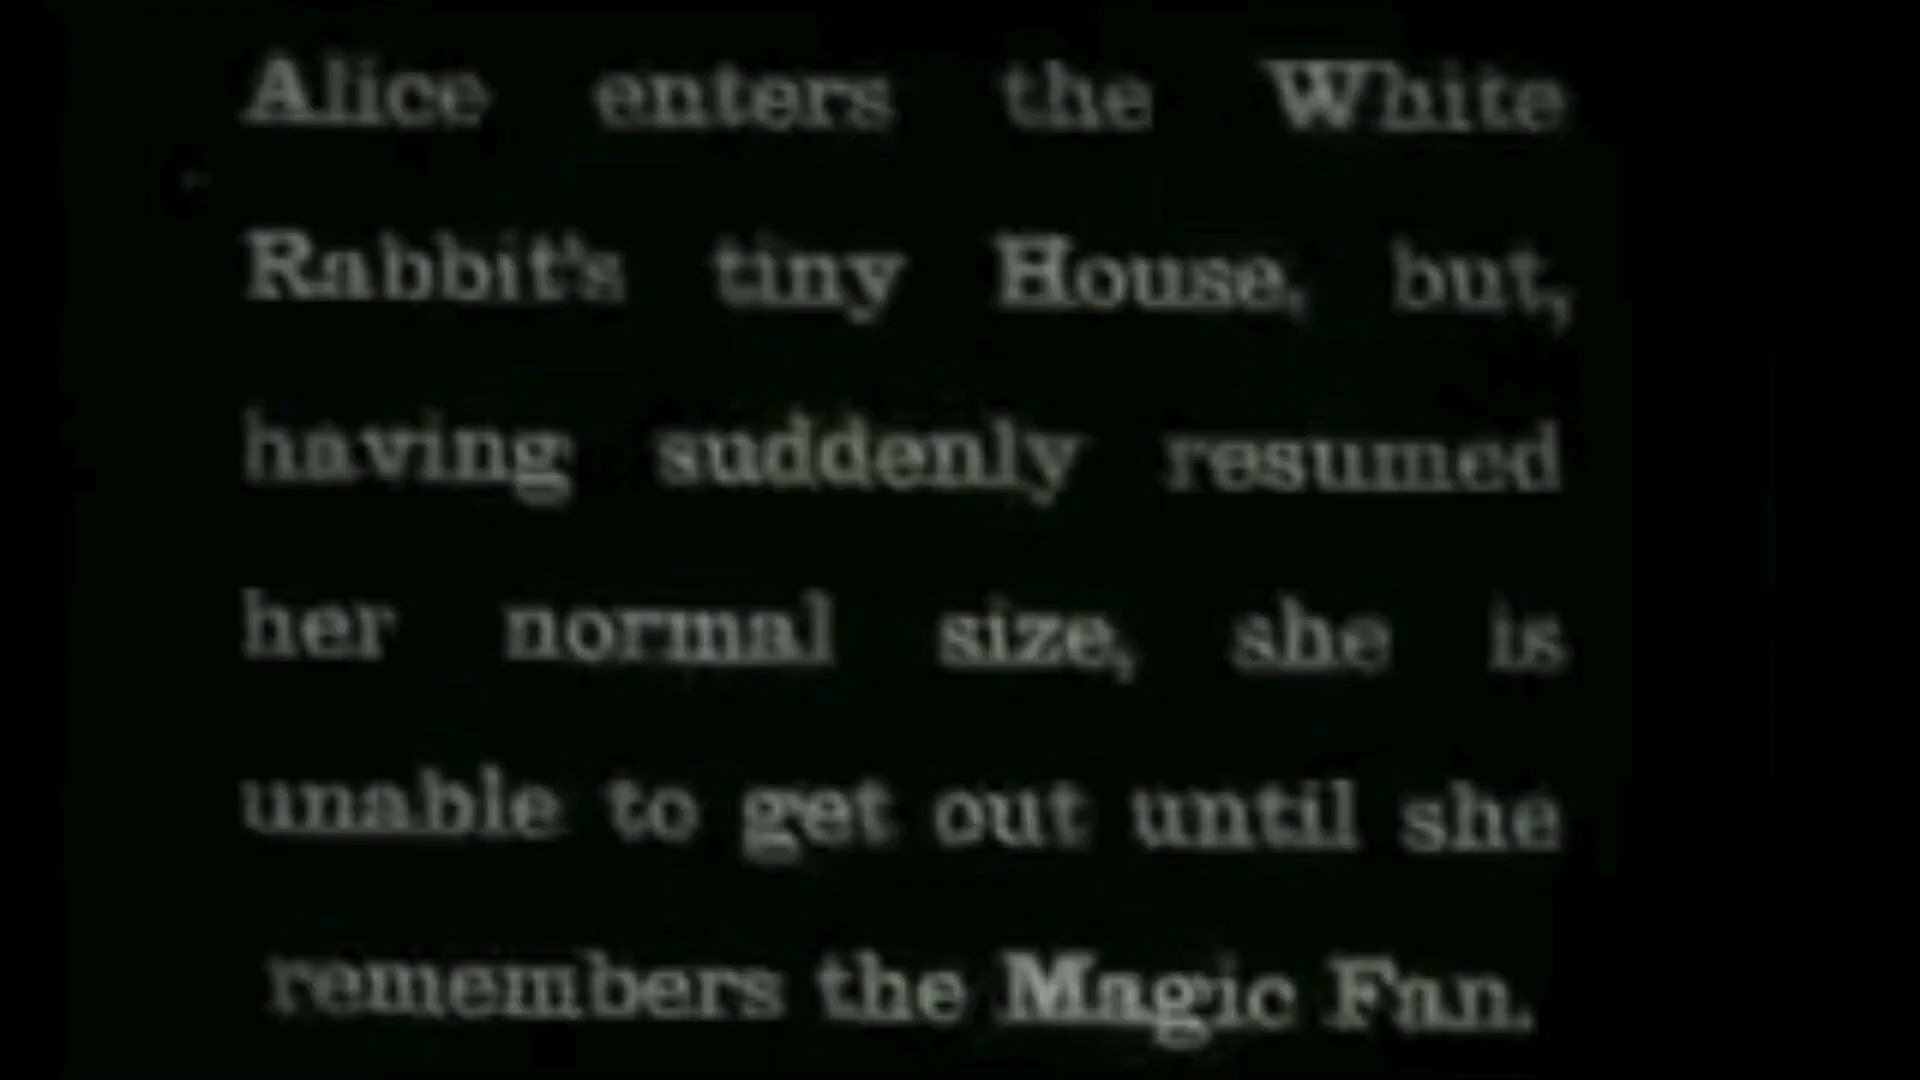 Alice enters the White
Rabbit's tiny House, but,
having suddenly resumed
her normal size, she is
unable to get out until she
remembers the Magic Fan.